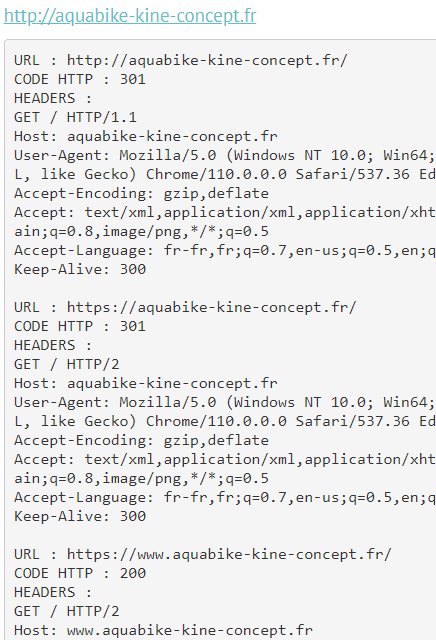 http://aquabike-kine-concept.fr
URL : http://aquabike-kine-concept.fr/
CODE HTTP : 301
HEADERS :
GET / HTTP/1.1
Host: aquabike-kine-concept.fr
User-Agent: Mozilla/5.0 (Windows NT 10.0; Win64;
L, like Gecko) Chrome/110.0.0.0 Safari/537.36 Ed
Accept-Encoding: gzip,deflate
Accept: text/xml,application/xml,application/xht
ain;q=0.8,image/png,*/*;q=0.5
Accept-Language: fr-fr,fr;q=0.7,en-us;q=0.5,en;q
Keep-Alive: 300
URL : https://aquabike-kine-concept.fr/
CODE HTTP : 301
HEADERS :
GET / HTTP/2
Host: aquabike-kine-concept.fr
User-Agent: Mozilla/5.0 (Windows NT 10.0; Win64;
L, like Gecko) Chrome/110.0.0.0 Safari/537.36 Ed
Accept-Encoding: gzip,deflate
Accept: text/xml,application/xml,application/xht
ain;q=0.8,image/png,*/*;q=0.5
Accept-Language: fr-fr,fr;q=0.7,en-us;q=0.5,en;q
Keep-Alive: 300
URL : https://www.aquabike-kine-concept.fr/
CODE HTTP : 200
HEADERS :
GET / HTTP/2
Host: www.aquabike-kine-concept.fr